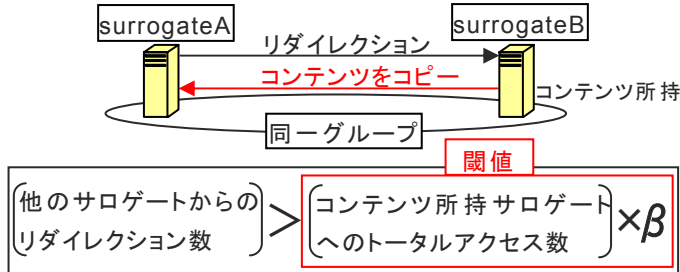 surrogateA
surrogateB
リダイレクション
コンテンツをコピー
コンテンツ所持
同一グループ
閾値
他のサロゲートからの
リダイレクション数
>
コンテンツ所持サロゲート
へのトータルアクセス数
×β